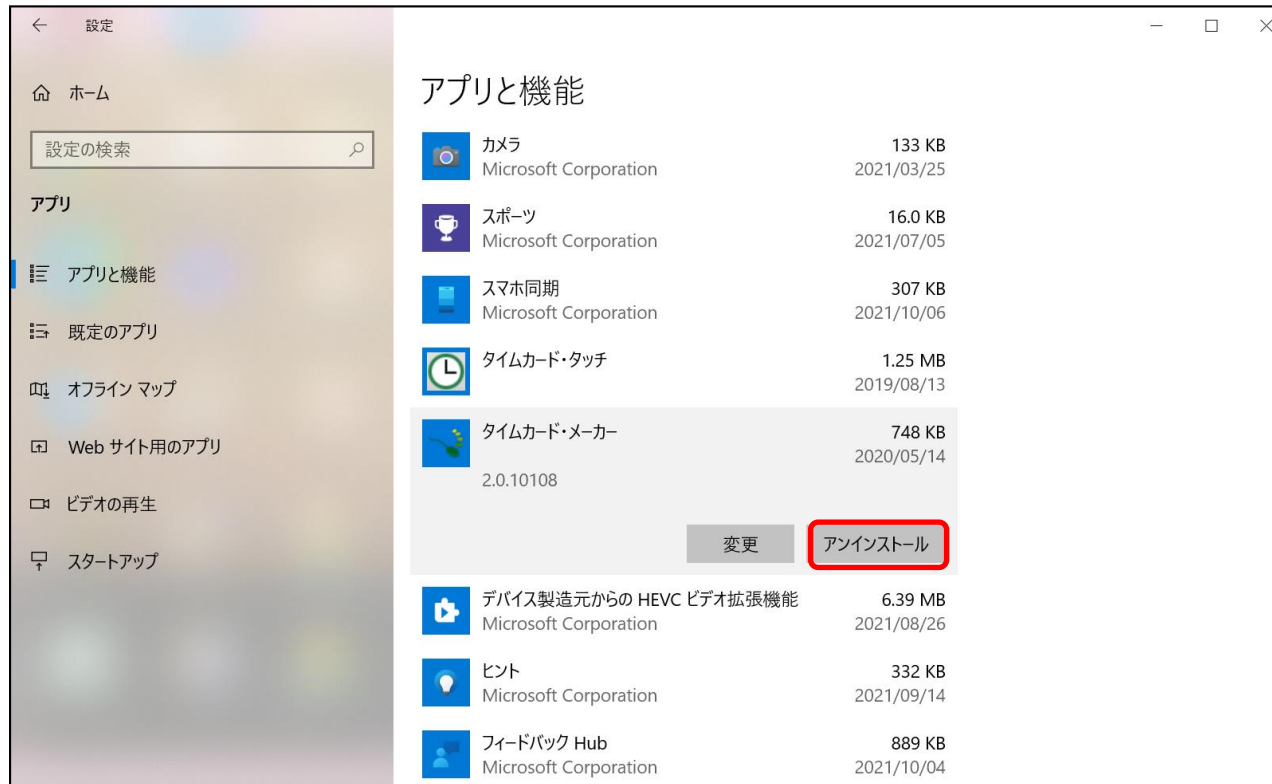 設定
ホーム
設定の検索
アプリ
アプリと機能
既定のアプリ
オフライン マップ
Web サイト用のアプリ
ビデオの再生
スタートアップ
アプリと機能
カメラ 133 KB
Microsoft Corporation 2021/03/25
スポーツ 16.0 KB
Microsoft Corporation 2021/07/05
スマホ同期 307 KB
Microsoft Corporation 2021/10/06
タイムカード・タッチ 1.25 MB
2019/08/13
タイムカード・メーカー 748 KB
2020/05/14
2.0.10108
変更 アンインストール
デバイス製造元からの HEVC ビデオ拡張機能 6.39 MB
Microsoft Corporation 2021/08/26
ヒント 332 KB
Microsoft Corporation 2021/09/14
フィードバック Hub 889 KB
Microsoft Corporation 2021/10/04